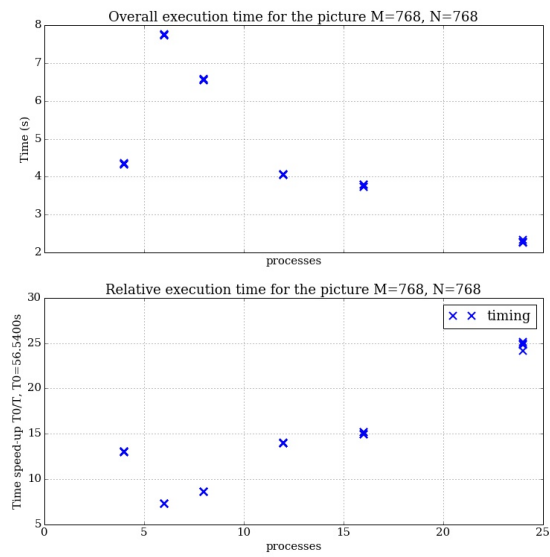 Overall execution time for the picture M=768, N=768
8
7
6
5
4
3
2
Time (s)
processes
Relative execution time for the picture M=768, N=768
30
25
20
15
10
5
Time speed-up T0/T, T0=56.5400s
timing
0 5 10 15 20 25
processes